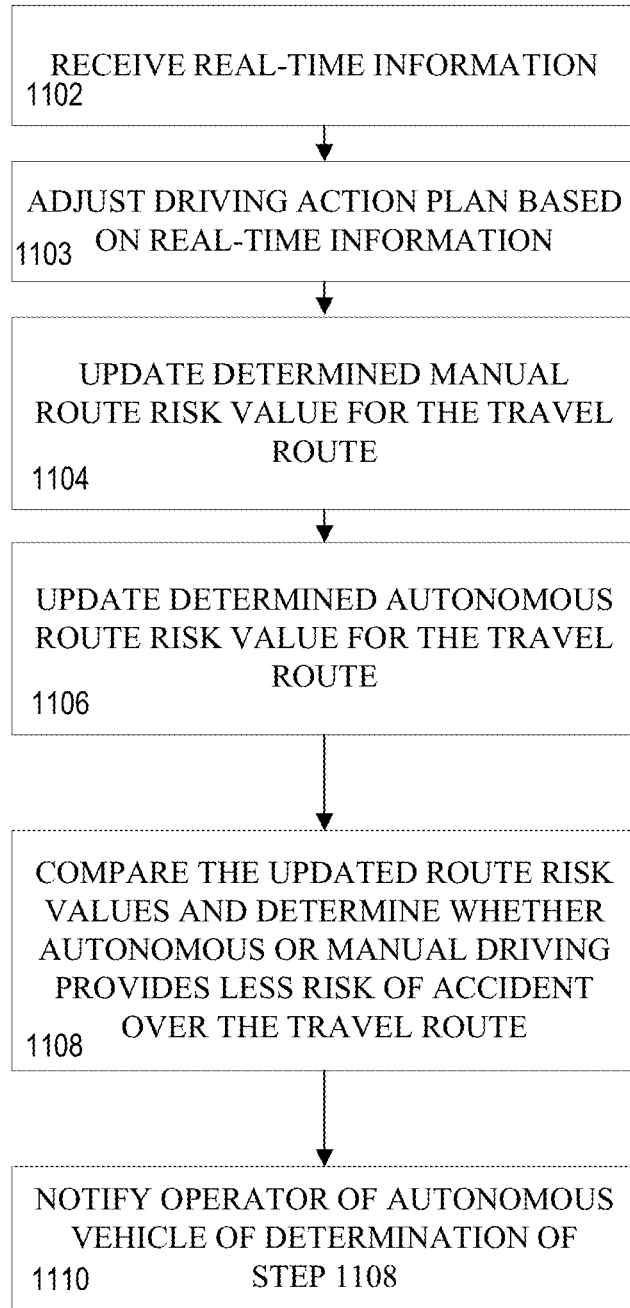 RECEIVE REAL-TIME INFORMATION
1102
ADJUST DRIVING ACTION PLAN BASED
ON REAL-TIME INFORMATION
1103
UPDATE DETERMINED MANUAL
ROUTE RISK VALUE FOR THE TRAVEL
ROUTE
1104
UPDATE DETERMINED AUTONOMOUS
ROUTE RISK VALUE FOR THE TRAVEL
ROUTE
1106
COMPARE THE UPDATED ROUTE RISK
VALUES AND DETERMINE WHETHER
AUTONOMOUS OR MANUAL DRIVING
PROVIDES LESS RISK OF ACCIDENT
OVER THE TRAVEL ROUTE
1108
NOTIFY OPERATOR OF AUTONOMOUS
VEHICLE OF DETERMINATION OF
STEP 1108
1110